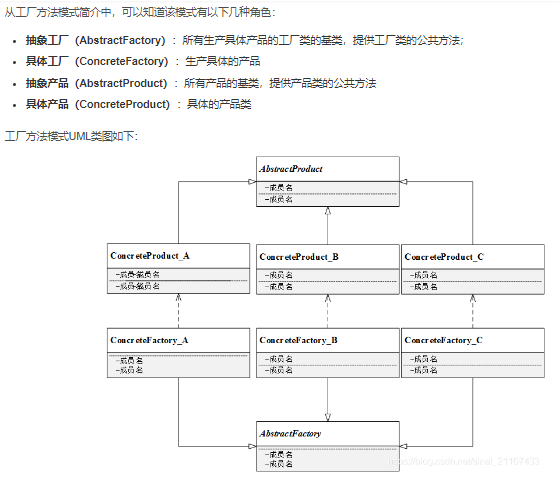 从工厂方法模式简介中，可以知道该模式有以下几种角色：
抽象工厂（AbstractFactory）：所有生产具体产品的工厂类的基类，提供工厂类的公共方法；
具体工厂（ConcreteFactory）：生产具体的产品
抽象产品（AbstractProduct）：所有产品的基类，提供产品类的公共方法
具体产品（ConcreteProduct）：具体的产品类
工厂方法模式UML类图如下：
AbstractProduct
-成员名
-成员名
ConcreteProduct_A
-成员-成员名
-成员-成员名
ConcreteProduct_B
-成员名
-成员名
ConcreteProduct_C
-成员名
-成员名
ConcreteFactory_A
-成员名
-成员名
ConcreteFactory_B
-成员名
-成员名
ConcreteFactory_C
-成员名
-成员名
AbstractFactory
-成员名
-成员名